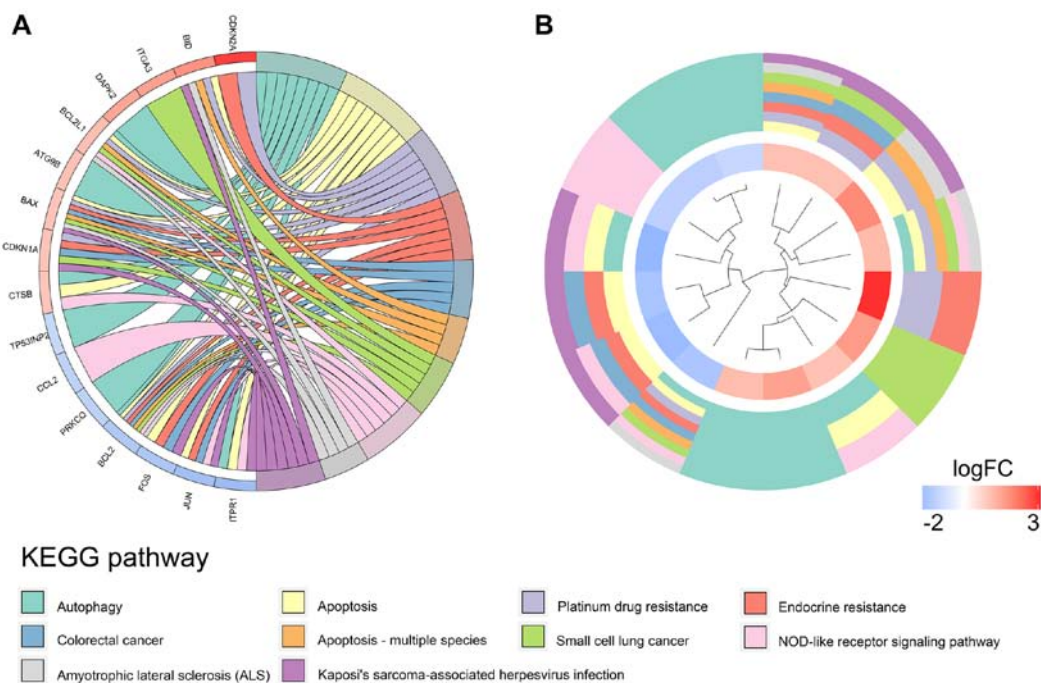 A
B
CDKN2A
BID
ITGA3
DAPK2
BCL2L1
ATG9B
BAX
CDKN1A
CTSB
TP53INP2
CCL2
PRKCQ
BCL2
FOS
JUN
ITPR1
logFC
-2 3
KEGG pathway
Autophagy Apoptosis Platinum drug resistance Endocrine resistance
Colorectal cancer Apoptosis - multiple species Small cell lung cancer NOD-like receptor signaling pathway
Amyotrophic lateral sclerosis (ALS) Kaposi's sarcoma-associated herpesvirus infection